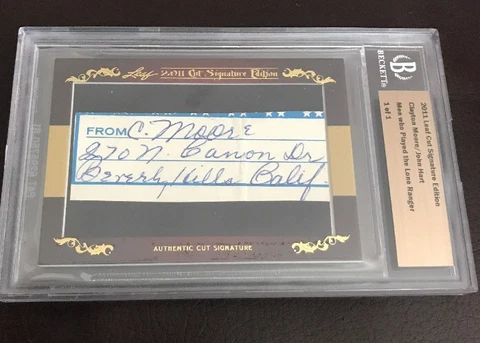 Leaf 2011 Cut Signature Edition
FROM C. Moore
270 N. Canon Dr
Beverly Hills Calif.
AUTHENTIC CUT SIGNATURE
B
BECKETT
2011 Leaf Cut Signature Edition
Clayton Moore/John Hart
Men who Played the Lone Ranger
1 of 1